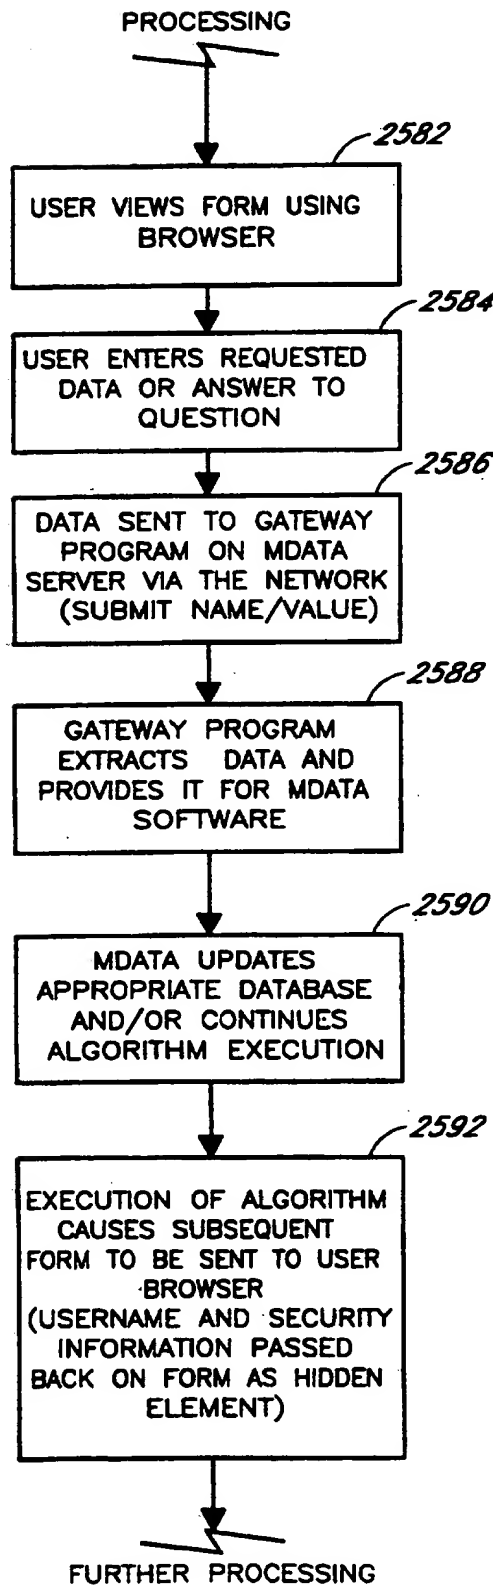 PROCESSING
2582
USER VIEWS FORM USING
BROWSER
2584
USER ENTERS REQUESTED
DATA OR ANSWER TO
QUESTION
2586
DATA SENT TO GATEWAY
PROGRAM ON MDATA
SERVER VIA THE NETWORK
(SUBMIT NAME/VALUE)
2588
GATEWAY PROGRAM
EXTRACTS DATA AND
PROVIDES IT FOR MDATA
SOFTWARE
2590
MDATA UPDATES
APPROPRIATE DATABASE
AND/OR CONTINUES
ALGORITHM EXECUTION
2592
EXECUTION OF ALGORITHM
CAUSES SUBSEQUENT
FORM TO BE SENT TO USER
BROWSER
(USERNAME AND SECURITY
INFORMATION PASSED
BACK ON FORM AS HIDDEN
ELEMENT)
FURTHER PROCESSING